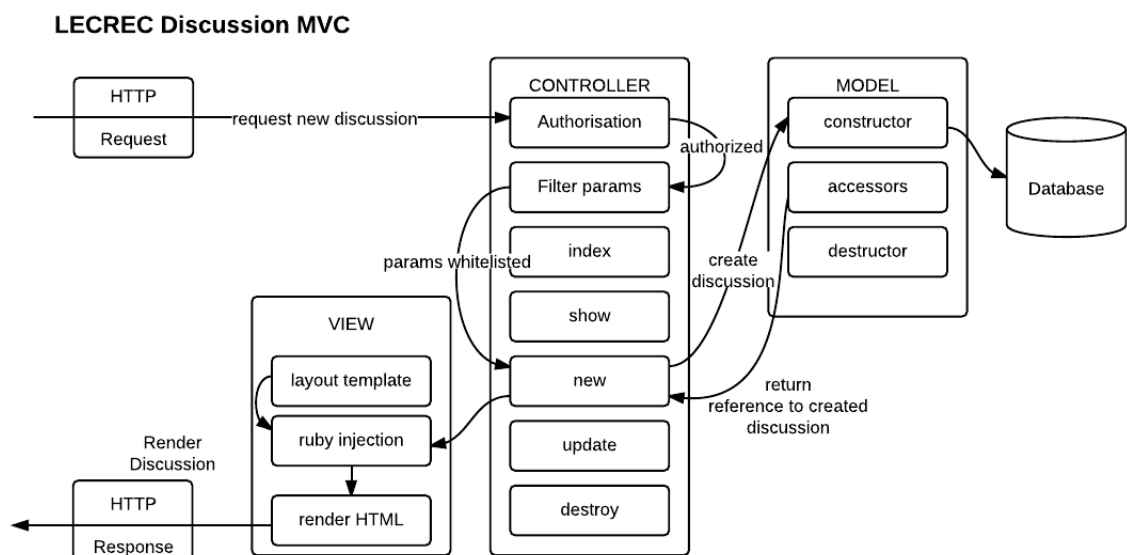 LECREC Discussion MVC
HTTP
Request
request new discussion
CONTROLLER
Authorisation
authorized
Filter params
params whitelisted
index
show
new
update
destroy
MODEL
constructor
accessors
destructor
Database
create
discussion
return
reference to created
discussion
VIEW
layout template
ruby injection
render HTML
Render
Discussion
HTTP
Response